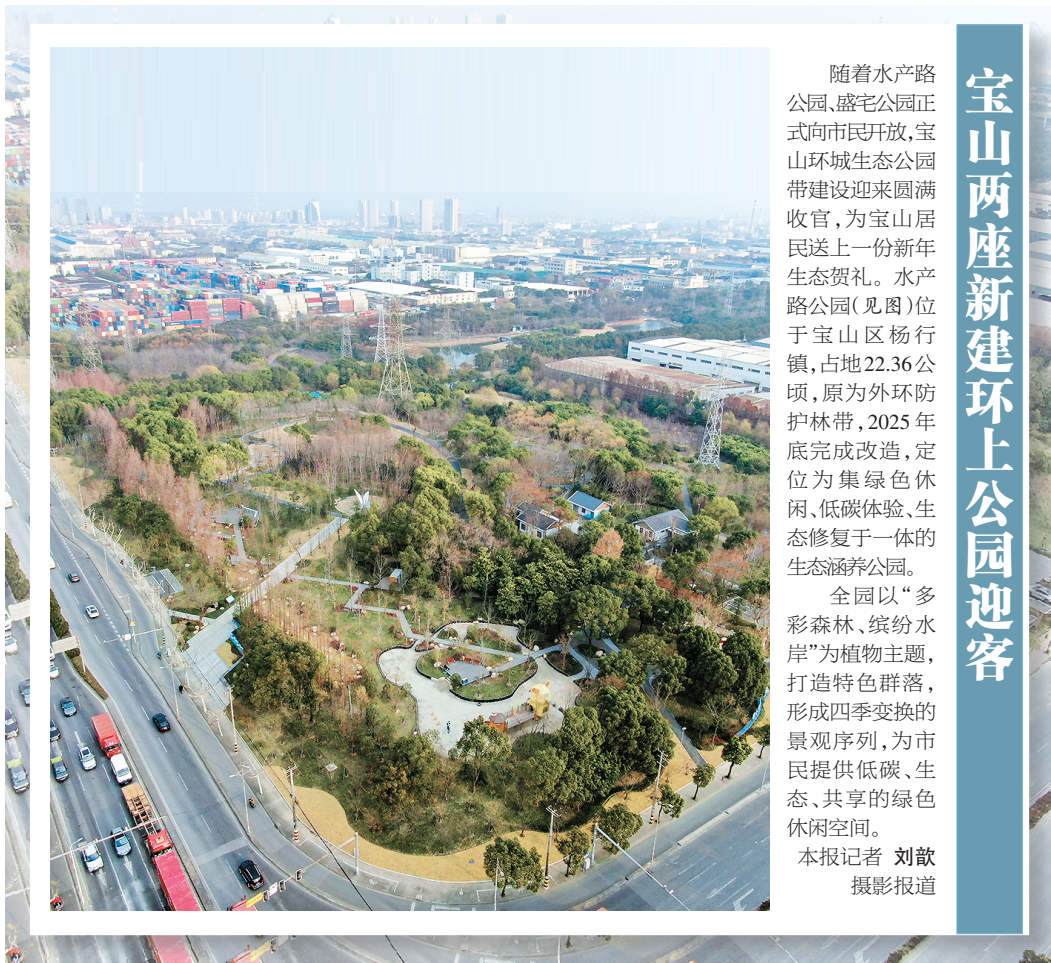 宝山两座新建环上公园迎客
随着水产路
公园、盛宅公园正
式向市民开放,宝
山环城生态公园
带建设迎来圆满
收官,为宝山居
民送上一份新年
生态贺礼。水产
路公园(见图)位
于宝山区杨行
镇,占地22.36公
顷,原为外环防
护林带,2025年
底完成改造,定
位为集绿色休
闲、低碳体验、生
态修复于一体的
生态涵养公园。
全园以“多
彩森林、缤纷水
岸”为植物主题,
打造特色群落,
形成四季变换的
景观序列,为市
民提供低碳、生
态、共享的绿色
休闲空间。
本报记者 刘歆
摄影报道